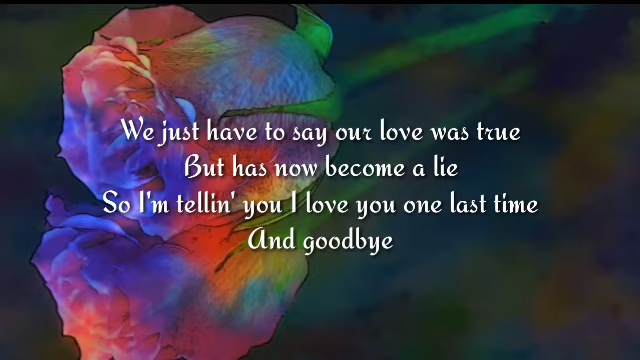 We just have to say our love was true
But has now become a lie
So I'm tellin' you I love you one last time
And goodbye